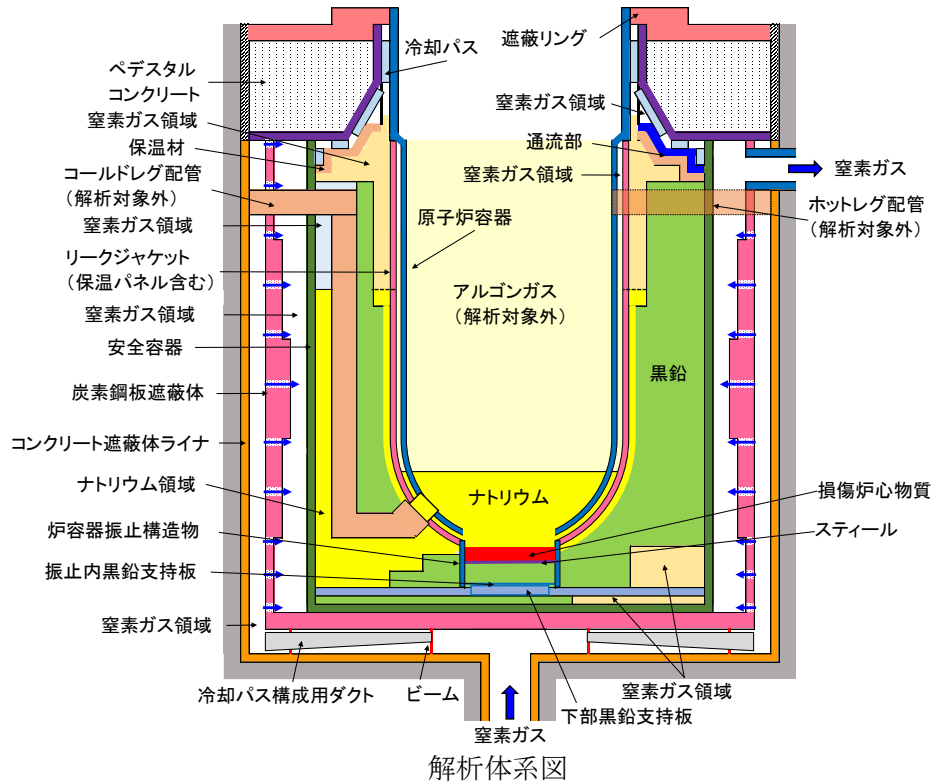 遮蔽リング
冷却パス
ペデスタル
コンクリート
窒素ガス領域
保温材
コールドレグ配管
(解析対象外)
窒素ガス領域
リークジャケット
(保温パネル含む)
窒素ガス領域
安全容器
炭素鋼板遮蔽体
コンクリート遮蔽体ライナ
ナトリウム領域
炉容器振止構造物
振止内黒鉛支持板
窒素ガス領域
冷却パス構成用ダクト
ビーム
窒素ガス
下部黒鉛支持板
窒素ガス領域
原子炉容器
アルゴンガス
(解析対象外)
ナトリウム
黒鉛
窒素ガス領域
通流部
窒素ガス領域
窒素ガス
ホットレグ配管
(解析対象外)
損傷炉心物質
スティール
解析体系図